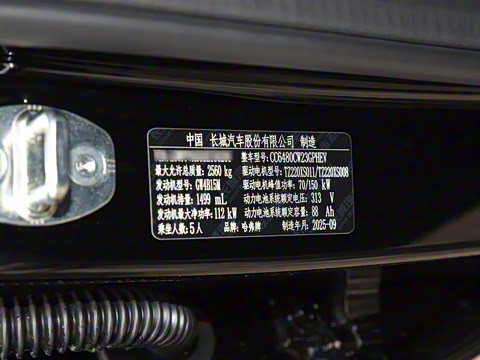 中国 长城汽车股份有限公司 制造
整车型号: CC6480CW23GPHEV
最大允许总质量: 2560 kg 驱动电机型号: TZ220XS011/TZ220XS008
发动机型号: GW4B15M 驱动电机峰值功率: 70/150 kW
发动机排量: 1499 mL 动力电池系统额定电压: 313 V
发动机最大净功率: 112 kW 动力电池系统额定容量: 88 Ah
乘坐人数: 5人 品牌: 哈弗牌 制造年月: 2025-09